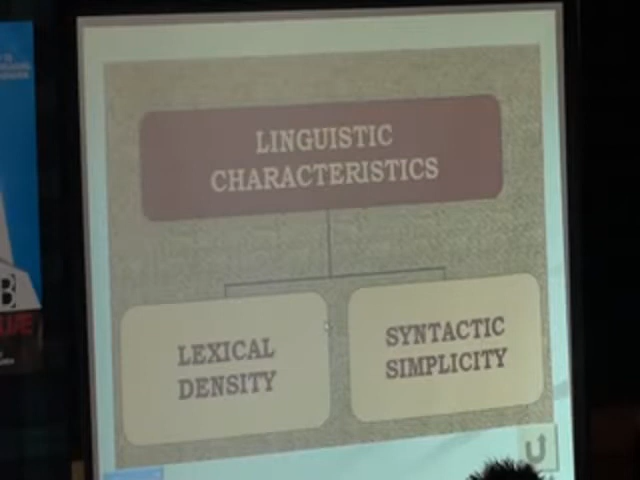 LINGUISTIC
CHARACTERISTICS
LEXICAL
DENSITY
SYNTACTIC
SIMPLICITY